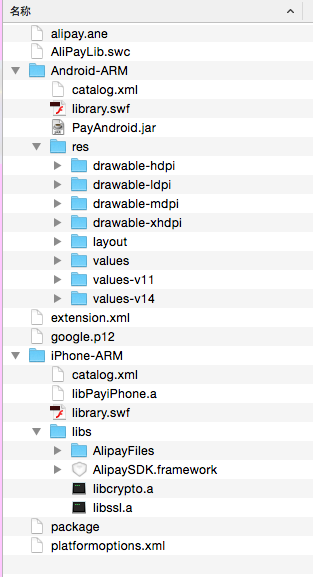 名称
alipay.ane
AliPayLib.swc
Android-ARM
catalog.xml
library.swf
PayAndroid.jar
res
drawable-hdpi
drawable-ldpi
drawable-mdpi
drawable-xhdpi
layout
values
values-v11
values-v14
extension.xml
google.p12
iPhone-ARM
catalog.xml
libPayiPhone.a
library.swf
libs
AlipayFiles
AlipaySDK.framework
libcrypto.a
libssl.a
package
platformoptions.xml